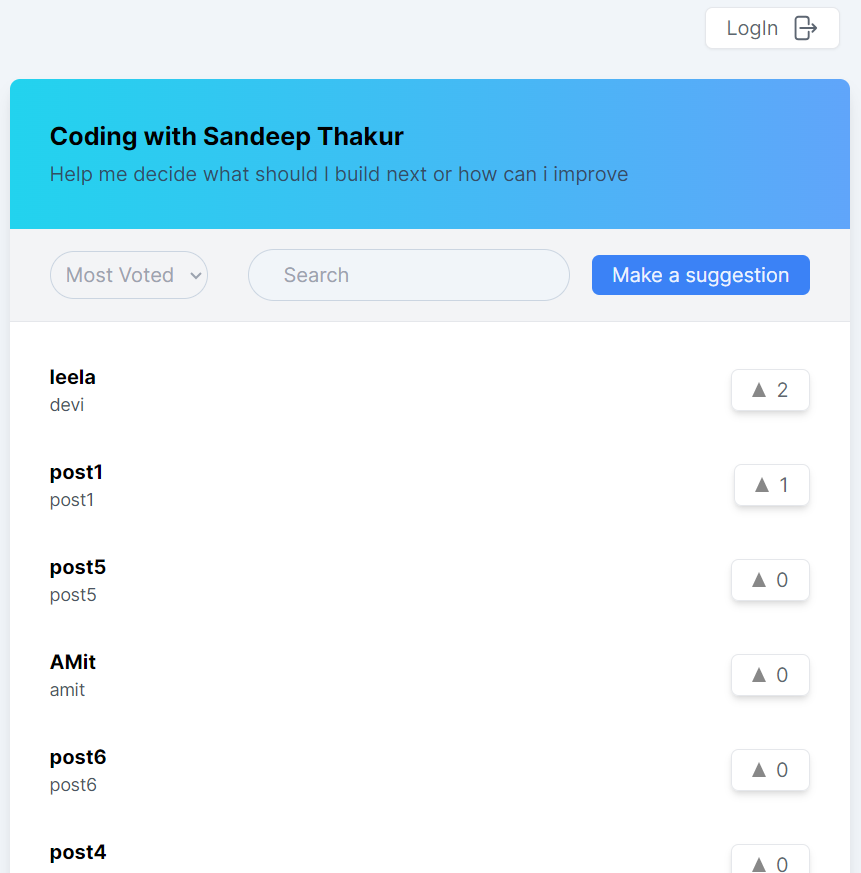 LogIn
Coding with Sandeep Thakur
Help me decide what should I build next or how can i improve
Most Voted Search Make a suggestion
leela
devi
2
post1
post1
1
post5
post5
0
AMit
amit
0
post6
post6
0
post4
0